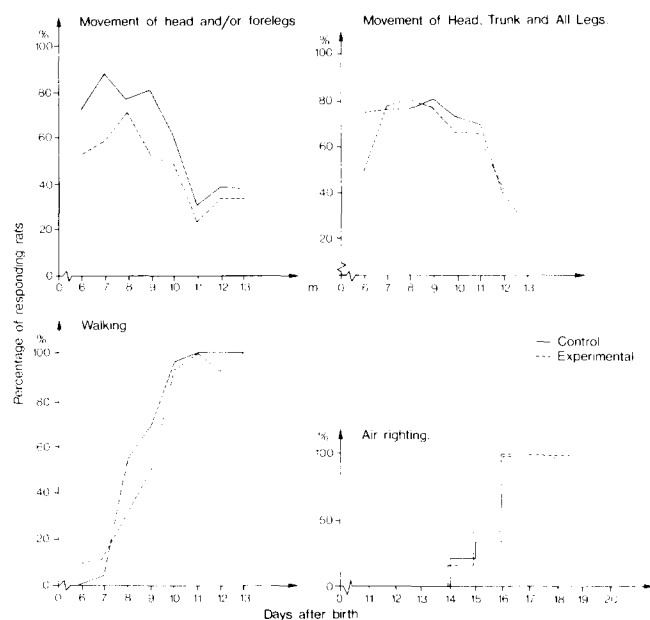 Movement of head and/or forelegs
%
100
80
60
40
20
0
0 6 7 8 9 10 11 12 13
Movement of Head, Trunk and All Legs.
%
100
80
60
40
20
m 0 6 7 8 9 10 11 12 13
Percentage of responding rats
Walking
%
100
80
60
40
20
0
0 6 7 8 9 10 11 12 13
Control
Experimental
Air righting.
%
100
50
0
0 11 12 13 14 15 16 17 18 19 20
Days after birth